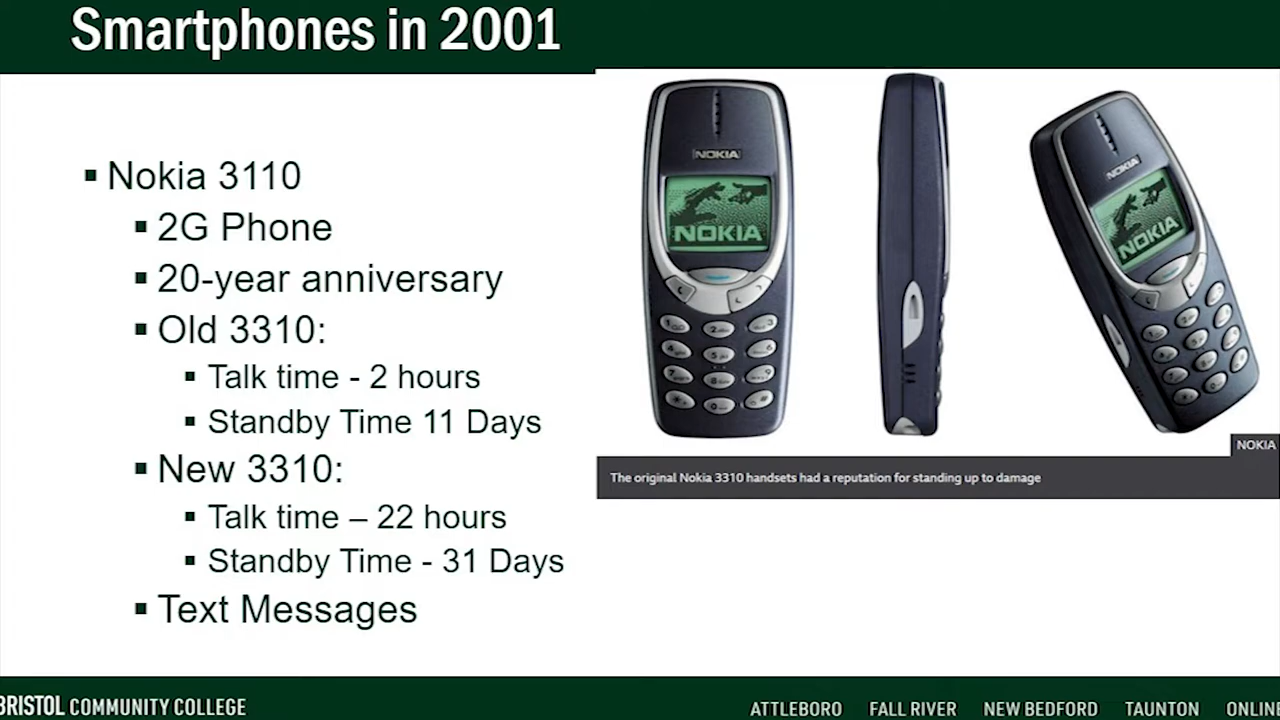 Smartphones in 2001
Nokia 3110
2G Phone
20-year anniversary
Old 3310:
Talk time - 2 hours
Standby Time 11 Days
New 3310:
Talk time – 22 hours
Standby Time - 31 Days
Text Messages
NOKIA
NOKIA
NOKIA
NOKIA
NOKIA
The original Nokia 3310 handsets had a reputation for standing up to damage
BRISTOL COMMUNITY COLLEGE
ATTLEBORO FALL RIVER NEW BEDFORD TAUNTON ONLINE